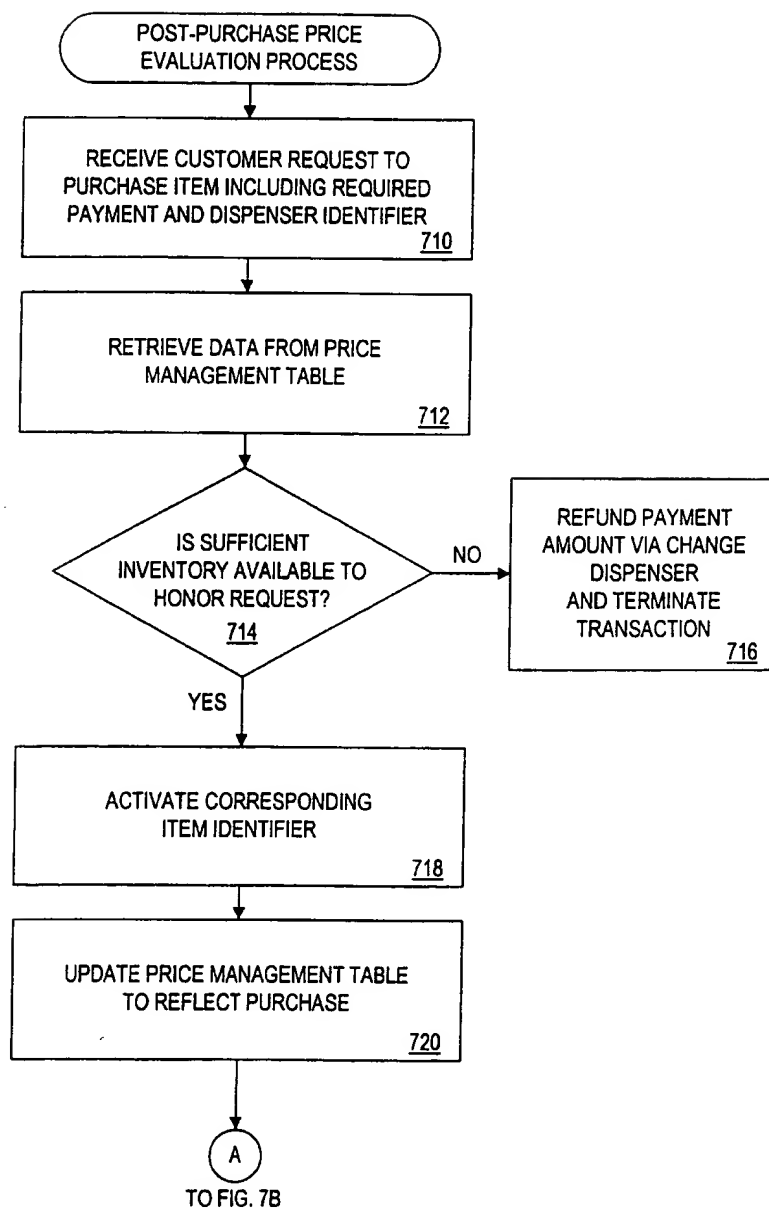 POST-PURCHASE PRICE
EVALUATION PROCESS
RECEIVE CUSTOMER REQUEST TO
PURCHASE ITEM INCLUDING REQUIRED
PAYMENT AND DISPENSER IDENTIFIER
710
RETRIEVE DATA FROM PRICE
MANAGEMENT TABLE
712
IS SUFFICIENT
INVENTORY AVAILABLE TO
HONOR REQUEST?
714
NO
REFUND PAYMENT
AMOUNT VIA CHANGE
DISPENSER
AND TERMINATE
TRANSACTION
716
YES
ACTIVATE CORRESPONDING
ITEM IDENTIFIER
718
UPDATE PRICE MANAGEMENT TABLE
TO REFLECT PURCHASE
720
A
TO FIG. 7B